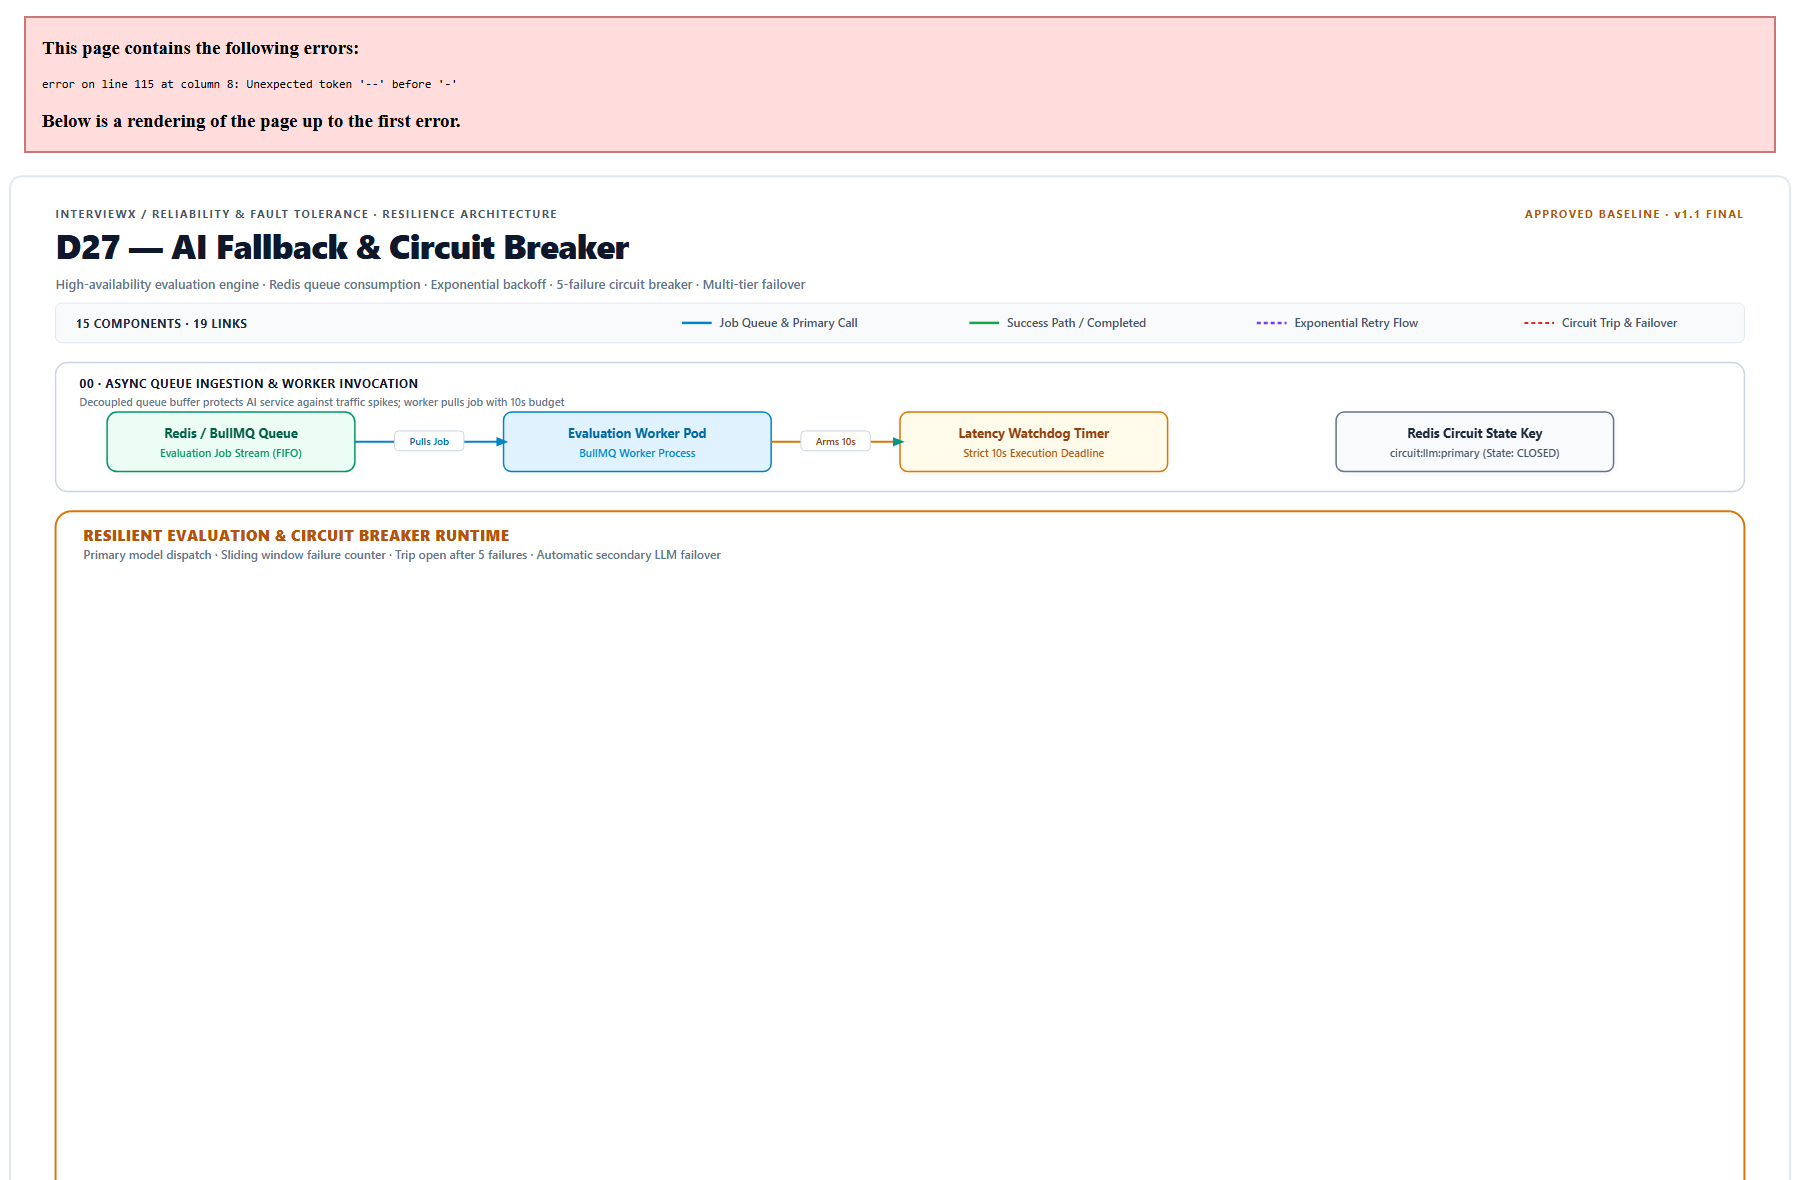 This page contains the following errors:
error on line 115 at column 8: Unexpected token '--' before '-'
Below is a rendering of the page up to the first error.
INTERVIEWX / RELIABILITY & FAULT TOLERANCE · RESILIENCE ARCHITECTURE
APPROVED BASELINE · v1.1 FINAL
D27 — AI Fallback & Circuit Breaker
High-availability evaluation engine · Redis queue consumption · Exponential backoff · 5-failure circuit breaker · Multi-tier failover
15 COMPONENTS · 19 LINKS
Job Queue & Primary Call
Success Path / Completed
Exponential Retry Flow
Circuit Trip & Failover
00 · ASYNC QUEUE INGESTION & WORKER INVOCATION
Decoupled queue buffer protects AI service against traffic spikes; worker pulls job with 10s budget
Redis / BullMQ Queue
Evaluation Job Stream (FIFO)
Pulls Job
Evaluation Worker Pod
BullMQ Worker Process
Arms 10s
Latency Watchdog Timer
Strict 10s Execution Deadline
Redis Circuit State Key
circuit:llm:primary (State: CLOSED)
RESILIENT EVALUATION & CIRCUIT BREAKER RUNTIME
Primary model dispatch · Sliding window failure counter · Trip open after 5 failures · Automatic secondary LLM failover